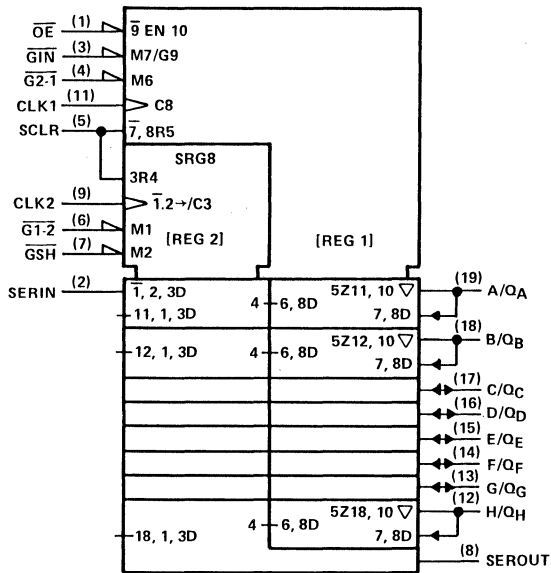 OE (1) 9 EN 10
GIN (3) M7/G9
G2-1 (4) M6
CLK1 (11) C8
SCLR (5) 7, 8R5
SRG8
3R4
CLK2 (9) 1.2→/C3
G1-2 (6) M1
[REG 2] [REG 1]
GSH (7) M2
SERIN (2) 1, 2, 3D
11, 1, 3D
4 6, 8D
5Z11, 10 ▽ (19) A/QA
7, 8D
12, 1, 3D
4 6, 8D
5Z12, 10 ▽ (18) B/QB
7, 8D
(17) C/QC
(16) D/QD
(15) E/QE
(14) F/QF
(13) G/QG
18, 1, 3D
4 6, 8D
5Z18, 10 ▽ (12) H/QH
7, 8D
(8) SEROUT